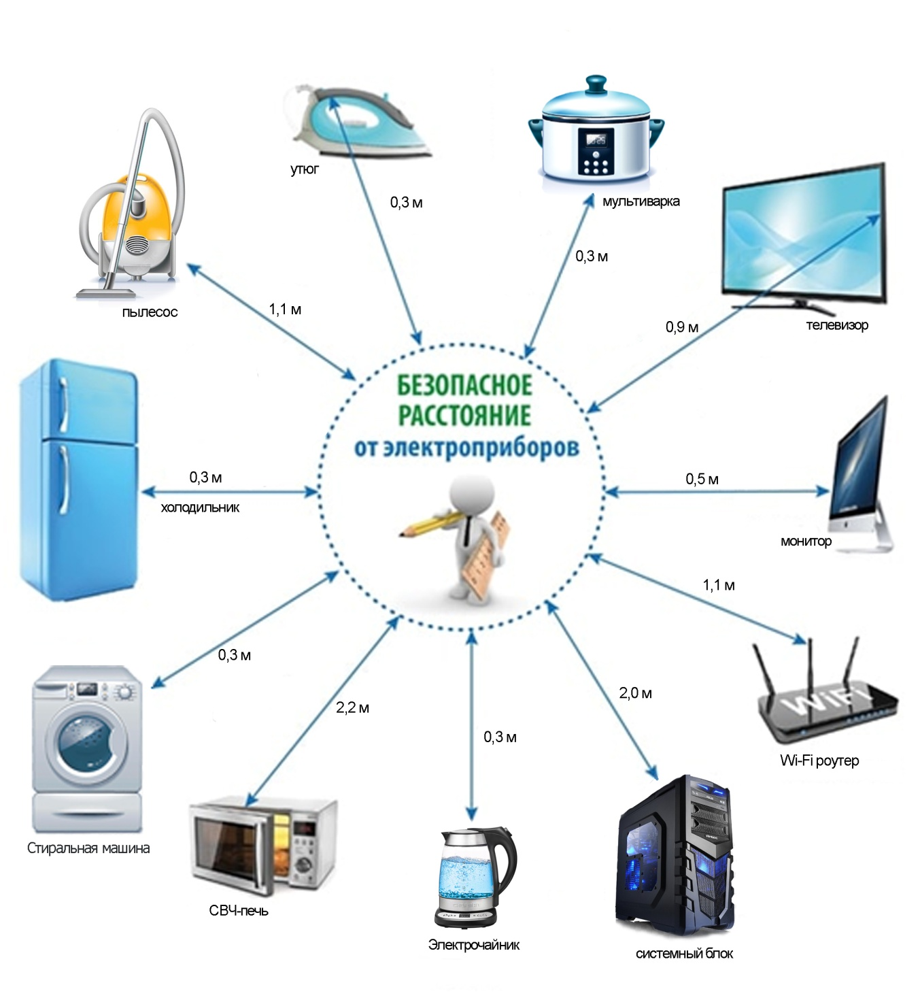 утюг
0,3 м
мультиварка
0,3 м
телевизор
0,9 м
пылесос
1,1 м
БЕЗОПАСНОЕ
РАССТОЯНИЕ
от электроприборов
0,3 м
холодильник
0,5 м
монитор
1,1 м
WiFi
Wi-Fi роутер
0,3 м
Стиральная машина
2,2 м
СВЧ-печь
0,3 м
Электрочайник
2,0 м
системный блок